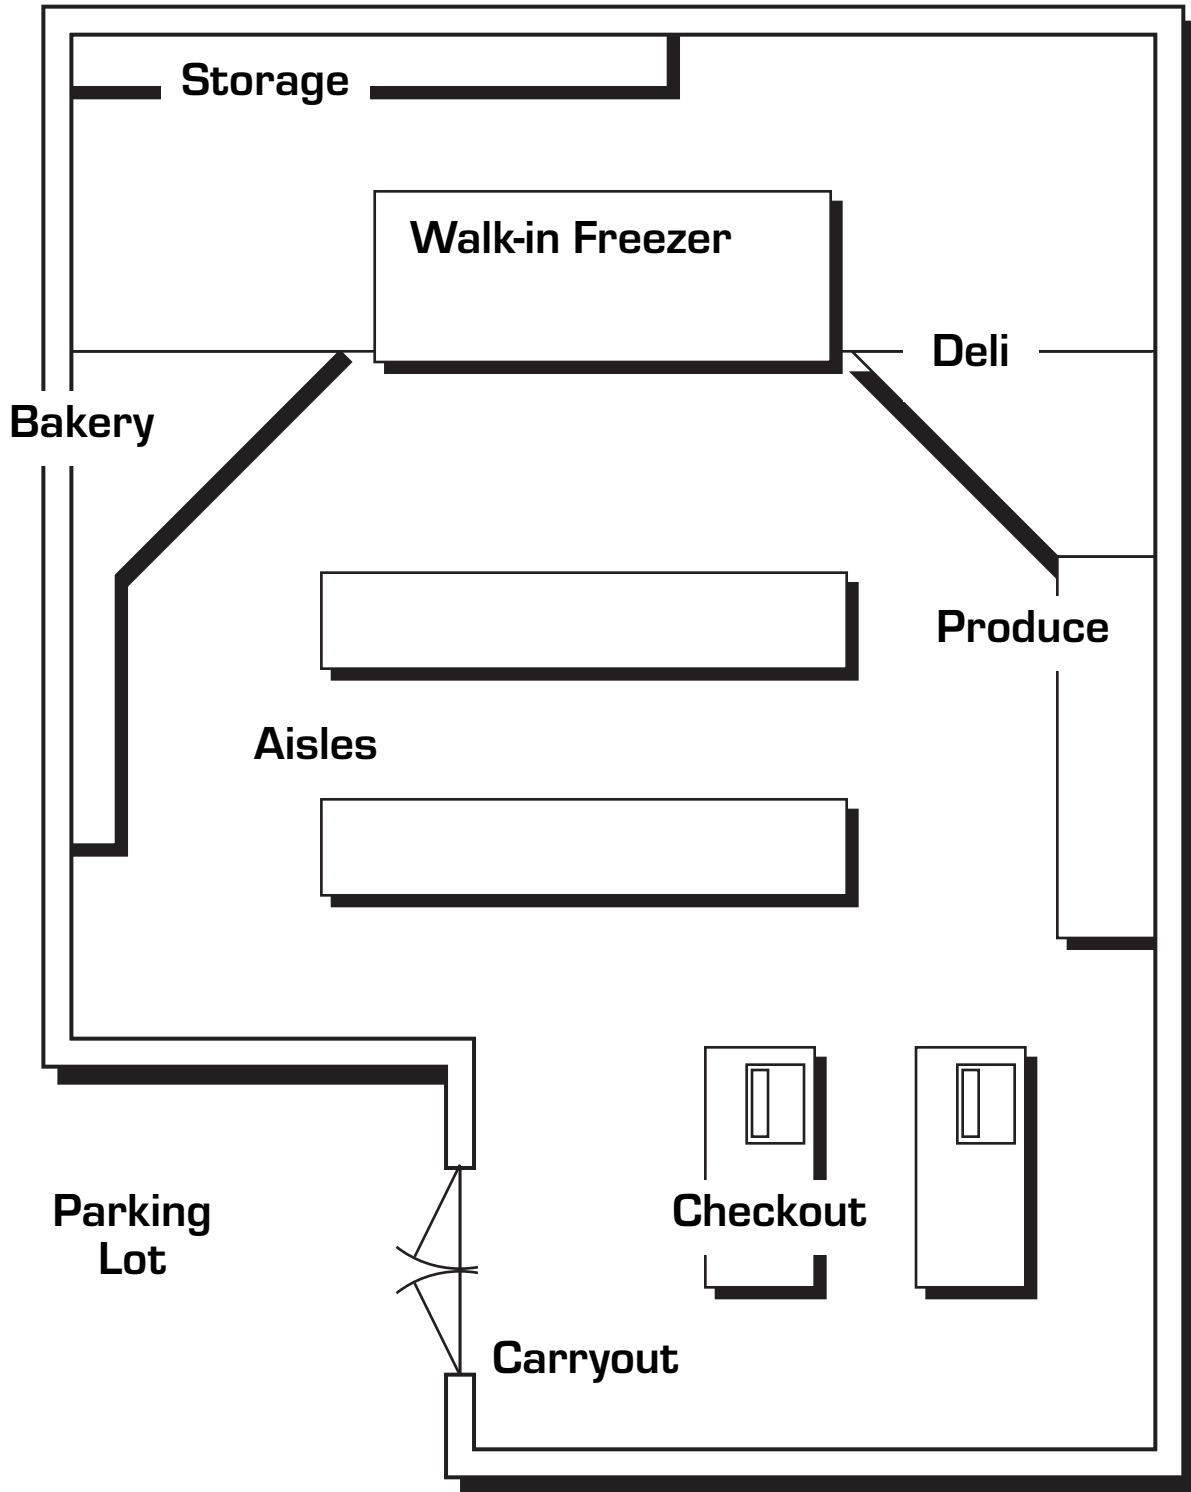 Storage
Walk-in Freezer
Deli
Bakery
Produce
Aisles
Parking
Lot
Checkout
Carryout